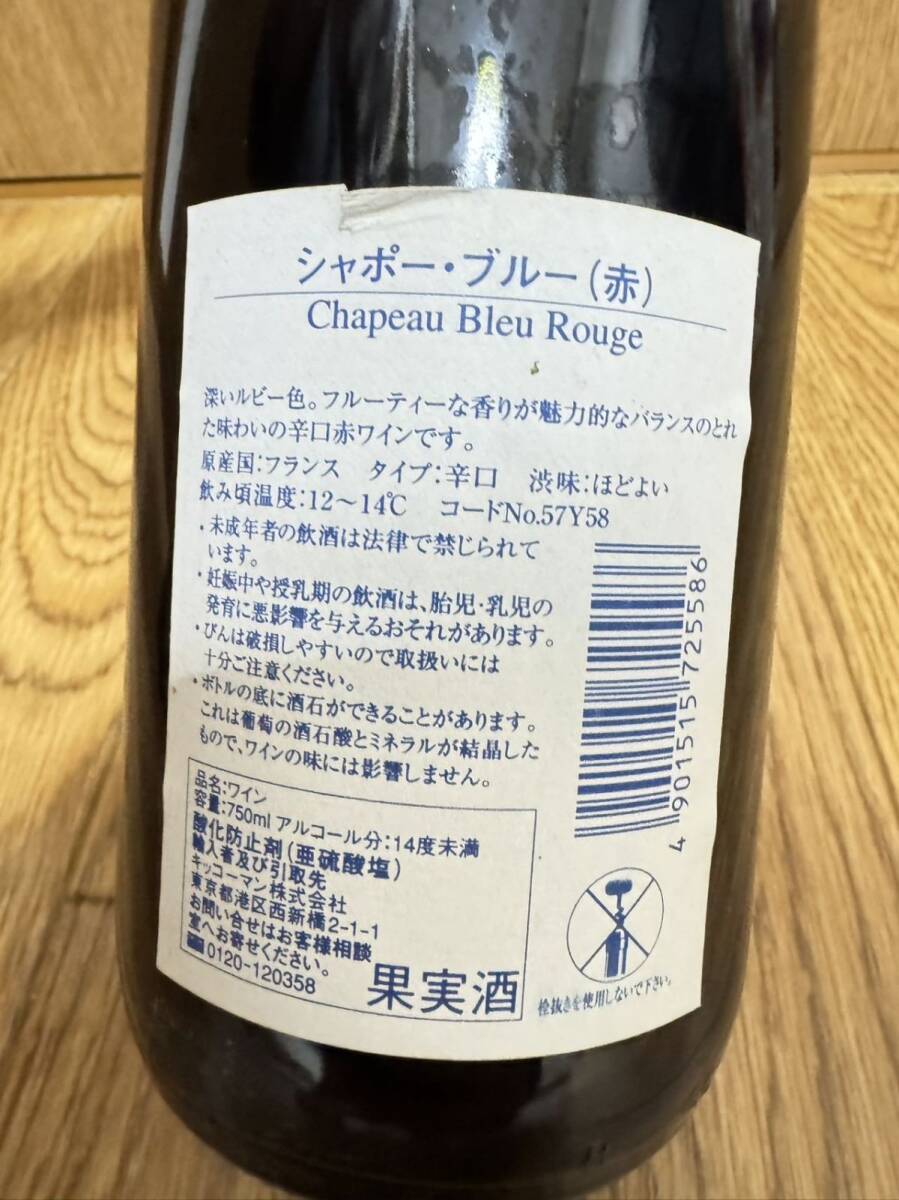 シャポー・ブルー(赤)
Chapeau Bleu Rouge
深いルビー色。フルーティーな香りが魅力的なバランスのとれ
た味わいの辛口赤ワインです。
原産国:フランス タイプ:辛口 渋味:ほどよい
飲み頃温度:12〜14℃ コードNo.57Y58
・未成年者の飲酒は法律で禁じられて
います。
・妊娠中や授乳期の飲酒は、胎児・乳児の
発育に悪影響を与えるおそれがあります。
・びんは破損しやすいので取扱いには
十分ご注意ください。
・ボトルの底に酒石ができることがあります。
これは葡萄の酒石酸とミネラルが結晶した
もので、ワインの味には影響しません。
品名:ワイン
容量:750ml アルコール分:14度未満
酸化防止剤(亜硫酸塩)
輸入者及び引取先
キッコーマン株式会社
東京都港区西新橋2-1-1
お問い合せはお客様相談
室へお寄せください。
0120-120358
果実酒
4 901515 725586
栓抜きを使用しないで下さい。